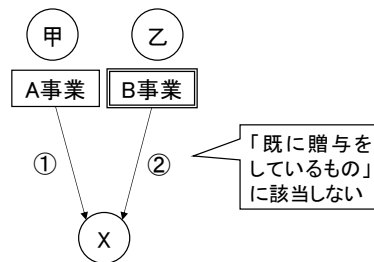 甲
乙
A事業
B事業
①
②
「既に贈与を
しているもの」
に該当しない
X